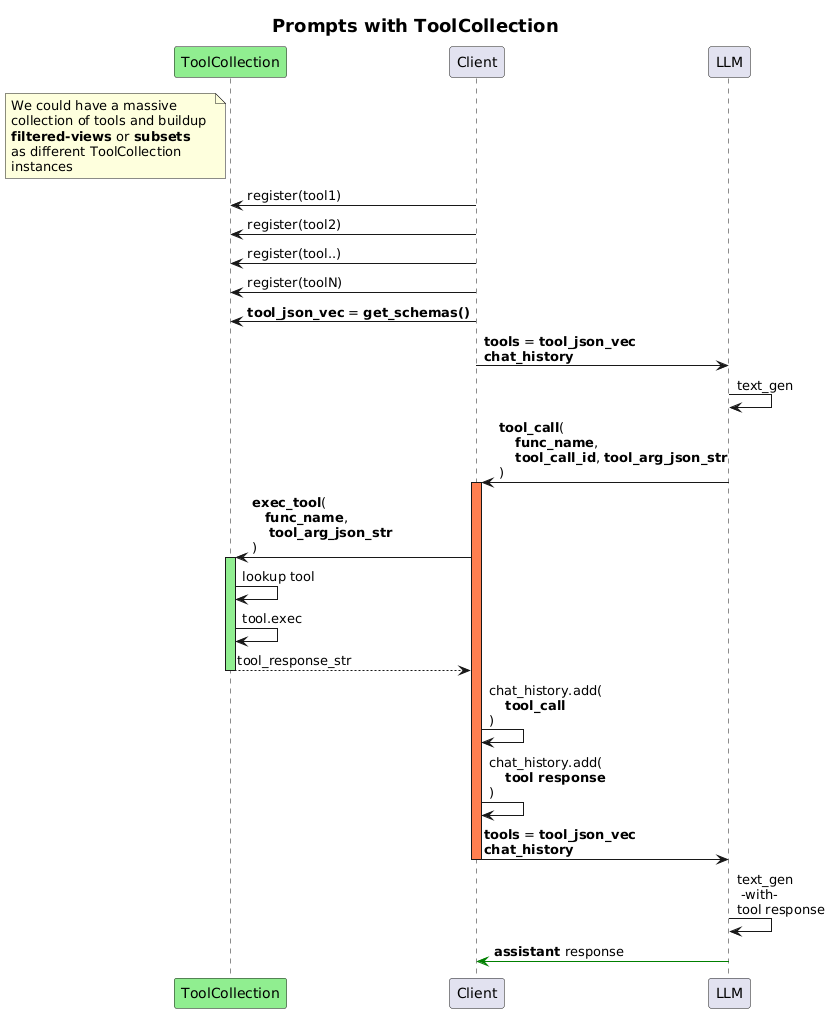 Prompts with ToolCollection
ToolCollection
Client
LLM
We could have a massive
collection of tools and buildup
filtered-views or subsets
as different ToolCollection
instances
register(tool1)
register(tool2)
register(tool..)
register(toolN)
tool_json_vec = get_schemas()
tools = tool_json_vec
chat_history
text_gen
tool_call(
func_name,
tool_call_id, tool_arg_json_str
)
exec_tool(
func_name,
tool_arg_json_str
)
lookup tool
tool.exec
tool_response_str
chat_history.add(
tool_call
)
chat_history.add(
tool response
)
tools = tool_json_vec
chat_history
text_gen
-with-
tool response
assistant response
ToolCollection
Client
LLM